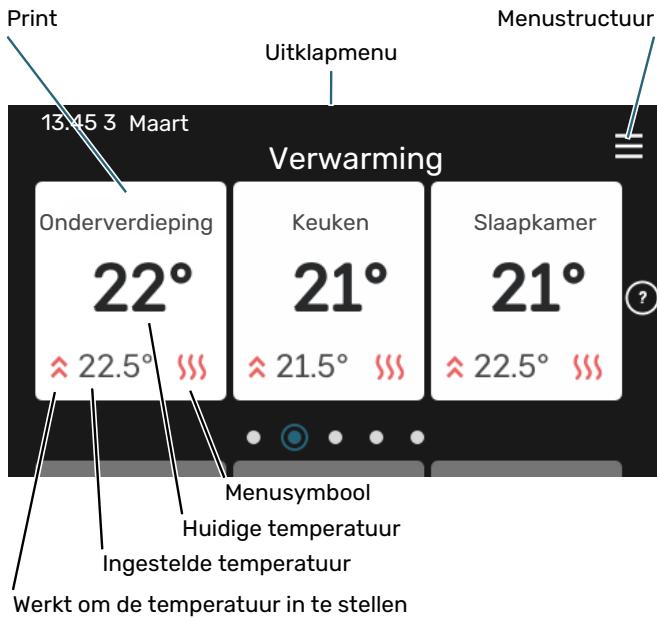 Print
Menustructuur
Uitklapmenu
13.45 3 Maart
Verwarming
Onderverdieping
Keuken
Slaapkamer
22°
21°
21°
?
22.5°
21.5°
22.5°
Menusymbool
Huidige temperatuur
Ingestelde temperatuur
Werkt om de temperatuur in te stellen